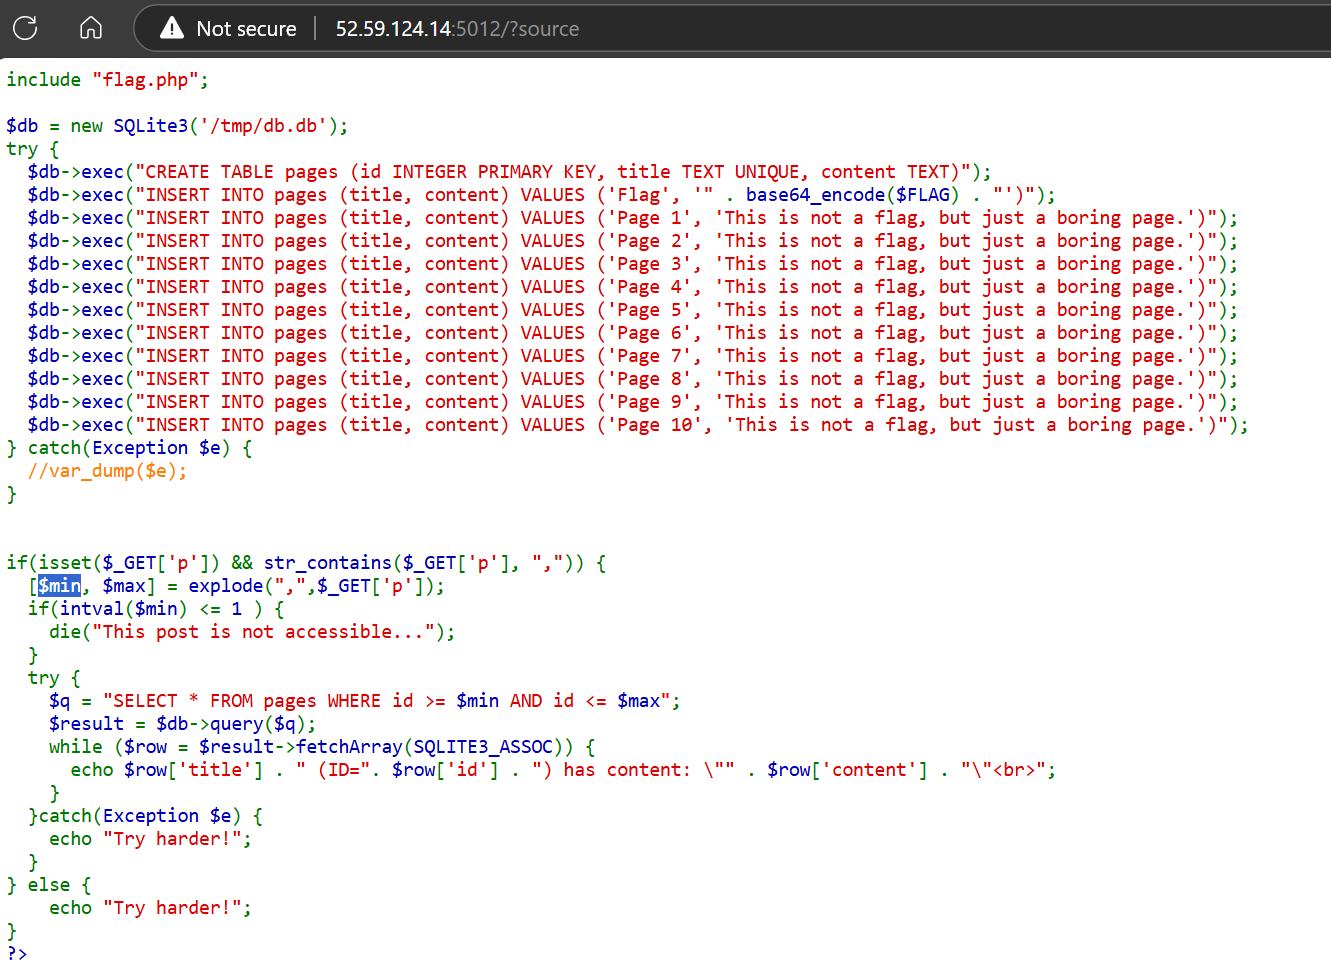 Not secure 52.59.124.14:5012/?source
include "flag.php";
$db = new SQLite3('/tmp/db.db');
try {
  $db->exec("CREATE TABLE pages (id INTEGER PRIMARY KEY, title TEXT UNIQUE, content TEXT)");
  $db->exec("INSERT INTO pages (title, content) VALUES ('Flag', '" . base64_encode($FLAG) . "')");
  $db->exec("INSERT INTO pages (title, content) VALUES ('Page 1', 'This is not a flag, but just a boring page.')");
  $db->exec("INSERT INTO pages (title, content) VALUES ('Page 2', 'This is not a flag, but just a boring page.')");
  $db->exec("INSERT INTO pages (title, content) VALUES ('Page 3', 'This is not a flag, but just a boring page.')");
  $db->exec("INSERT INTO pages (title, content) VALUES ('Page 4', 'This is not a flag, but just a boring page.')");
  $db->exec("INSERT INTO pages (title, content) VALUES ('Page 5', 'This is not a flag, but just a boring page.')");
  $db->exec("INSERT INTO pages (title, content) VALUES ('Page 6', 'This is not a flag, but just a boring page.')");
  $db->exec("INSERT INTO pages (title, content) VALUES ('Page 7', 'This is not a flag, but just a boring page.')");
  $db->exec("INSERT INTO pages (title, content) VALUES ('Page 8', 'This is not a flag, but just a boring page.')");
  $db->exec("INSERT INTO pages (title, content) VALUES ('Page 9', 'This is not a flag, but just a boring page.')");
  $db->exec("INSERT INTO pages (title, content) VALUES ('Page 10', 'This is not a flag, but just a boring page.')");
} catch(Exception $e) {
  //var_dump($e);
}
if(isset($_GET['p']) && str_contains($_GET['p'], ",")) {
  [$min, $max] = explode(",",$_GET['p']);
  if(intval($min) <= 1 ) {
    die("This post is not accessible...");
  }
  try {
    $q = "SELECT * FROM pages WHERE id >= $min AND id <= $max";
    $result = $db->query($q);
    while ($row = $result->fetchArray(SQLITE3_ASSOC)) {
      echo $row['title'] . " (ID=". $row['id'] . ") has content: \"" . $row['content'] . "\"<br>";
    }
  }catch(Exception $e) {
    echo "Try harder!";
  }
} else {
    echo "Try harder!";
}
?>